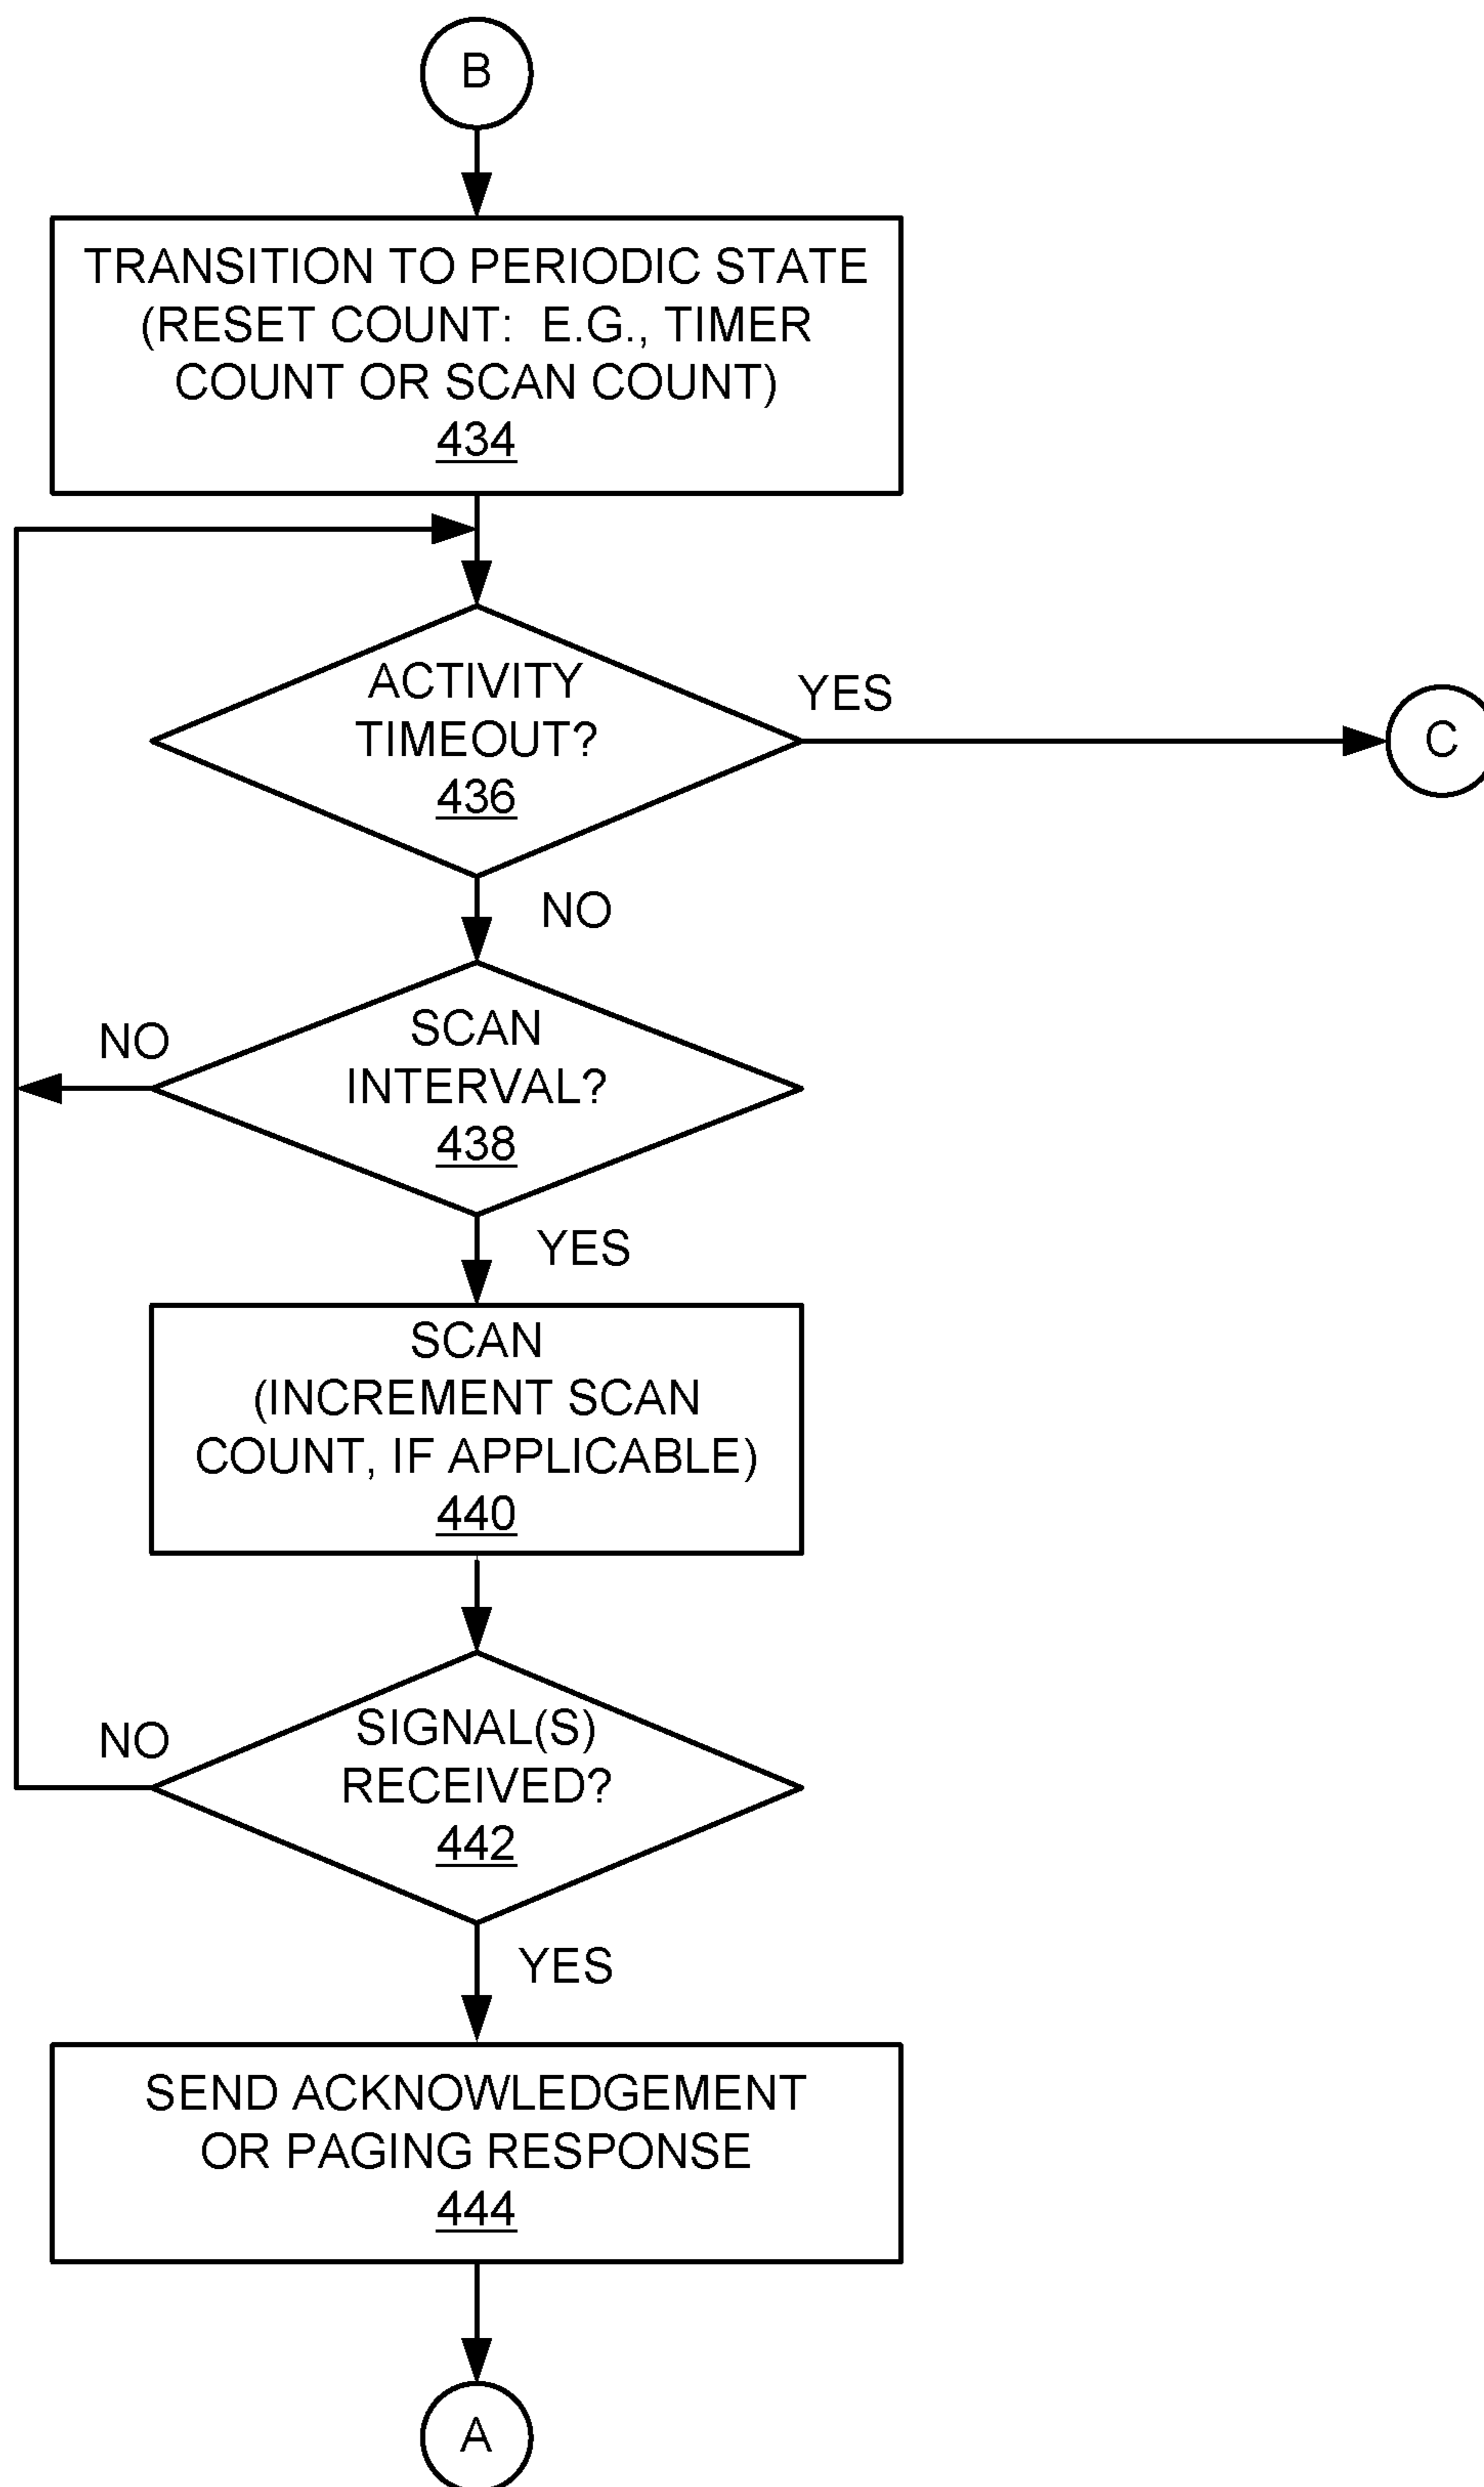 B
TRANSITION TO PERIODIC STATE
(RESET COUNT: E.G., TIMER
COUNT OR SCAN COUNT)
434
ACTIVITY
TIMEOUT?
436
YES
C
NO
SCAN
INTERVAL?
438
NO
YES
SCAN
(INCREMENT SCAN
COUNT, IF APPLICABLE)
440
SIGNAL(S)
RECEIVED?
442
NO
YES
SEND ACKNOWLEDGEMENT
OR PAGING RESPONSE
444
A